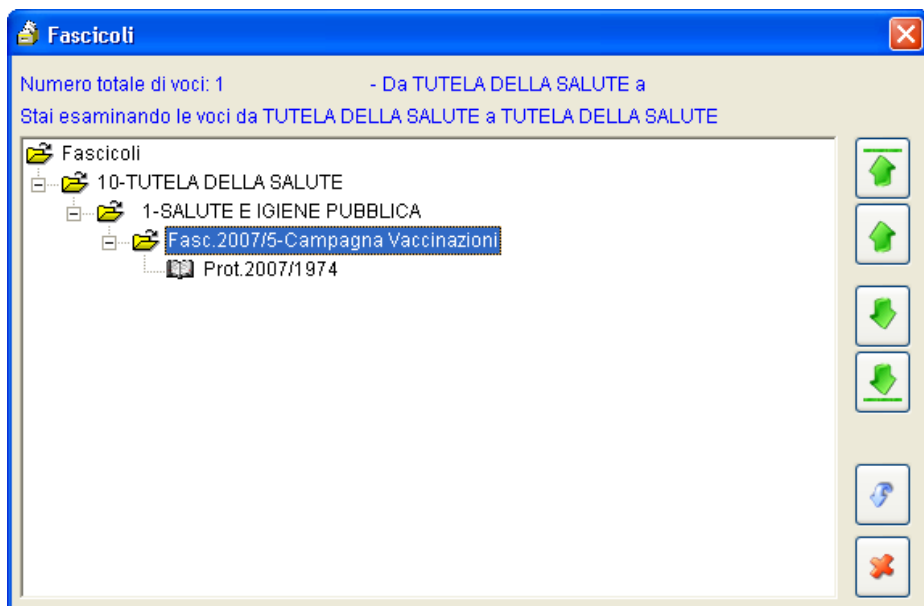 Fascicoli
Numero totale di voci: 1 - Da TUTELA DELLA SALUTE a
Stai esaminando le voci da TUTELA DELLA SALUTE a TUTELA DELLA SALUTE
Fascicoli
10-TUTELA DELLA SALUTE
1-SALUTE E IGIENE PUBBLICA
Fasc.2007/5-Campagna Vaccinazioni
Prot.2007/1974